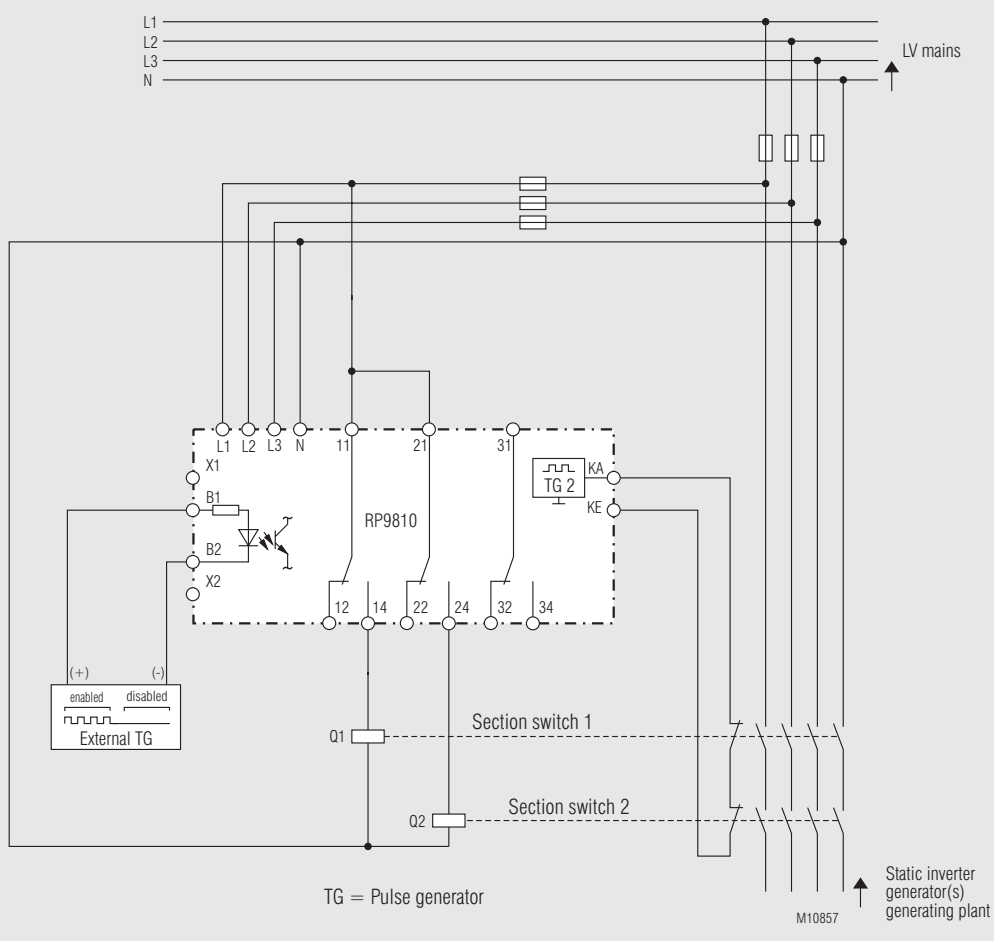 L1
L2
L3
N
LV mains
L1 L2 L3 N 11 21 31
X1
B1
B2
X2
RP9810
TG 2
KA
KE
12 14 22 24 32 34
(+) (-)
enabled disabled
External TG
Q1
Section switch 1
Q2
Section switch 2
TG = Pulse generator
Static inverter
generator(s)
generating plant
M10857